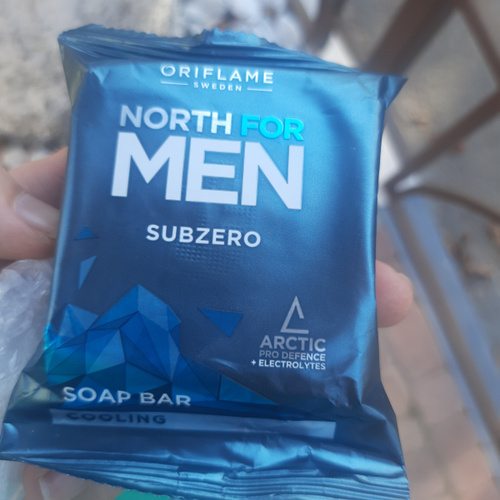 ORIFLAME
SWEDEN
NORTH FOR
MEN
SUBZERO
ARCTIC
PRO DEFENCE
+ ELECTROLYTES
SOAP BAR
COOLING